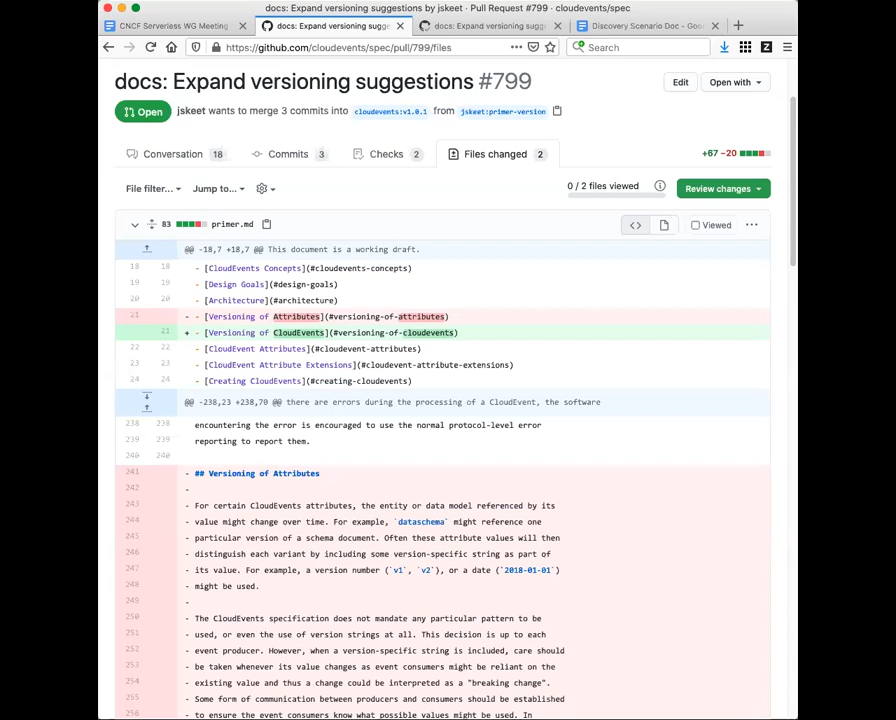 docs: Expand versioning suggestions by jskeet · Pull Request #799 · cloudevents/spec
CNCF Serverless WG Meeting
docs: Expand versioning sugge
docs: Expand versioning sugges
Discovery Scenario Doc - Goo
https://github.com/cloudevents/spec/pull/799/files
Search
docs: Expand versioning suggestions #799
Edit
Open with
Open
jskeet wants to merge 3 commits into cloudevents:v1.0.1 from jskeet:primer-version
Conversation 18
Commits 3
Checks 2
Files changed 2
+67 −20
File filter...
Jump to...
0 / 2 files viewed
Review changes
83 primer.md
Viewed
@@ -18,7 +18,7 @@ This document is a working draft.
18 18 - [CloudEvents Concepts](#cloudevents-concepts)
19 19 - [Design Goals](#design-goals)
20 20 - [Architecture](#architecture)
21 - - [Versioning of Attributes](#versioning-of-attributes)
21 + - [Versioning of CloudEvents](#versioning-of-cloudevents)
22 22 - [CloudEvent Attributes](#cloudevent-attributes)
23 23 - [CloudEvent Attribute Extensions](#cloudevent-attribute-extensions)
24 24 - [Creating CloudEvents](#creating-cloudevents)
@@ -238,23 +238,70 @@ there are errors during the processing of a CloudEvent, the software
238 238 encountering the error is encouraged to use the normal protocol-level error
239 239 reporting to report them.
240 240
241 - ## Versioning of Attributes
242 -
243 - For certain CloudEvents attributes, the entity or data model referenced by its
244 - value might change over time. For example, `dataschema` might reference one
245 - particular version of a schema document. Often these attribute values will then
246 - distinguish each variant by including some version-specific string as part of
247 - its value. For example, a version number (`v1`, `v2`), or a date (`2018-01-01`)
248 - might be used.
249 -
250 - The CloudEvents specification does not mandate any particular pattern to be
251 - used, or even the use of version strings at all. This decision is up to each
252 - event producer. However, when a version-specific string is included, care should
253 - be taken whenever its value changes as event consumers might be reliant on the
254 - existing value and thus a change could be interpreted as a "breaking change".
255 - Some form of communication between producers and consumers should be established
256 - to ensure the event consumers know what possible values might be used. In